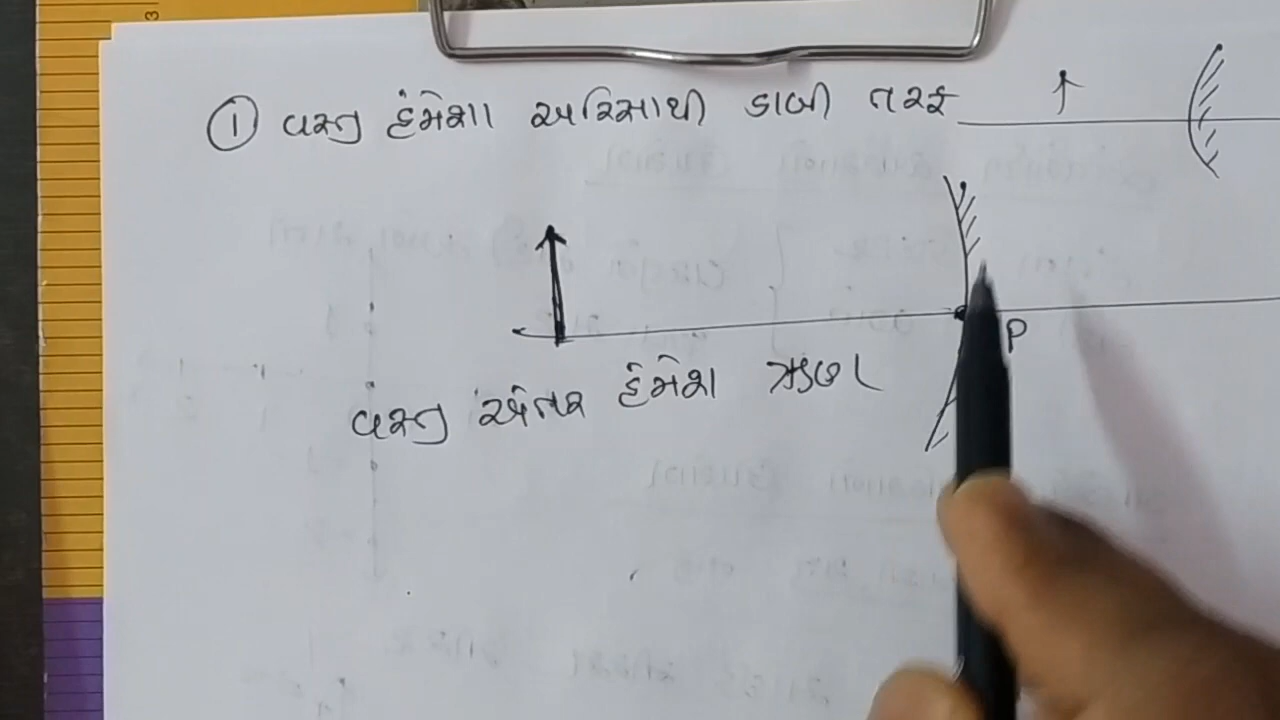 ① વસ્તુ હંમેશા અરિસાથી ડાબી તરફ
P
વસ્તુ અંતર હંમેશા ઋણ